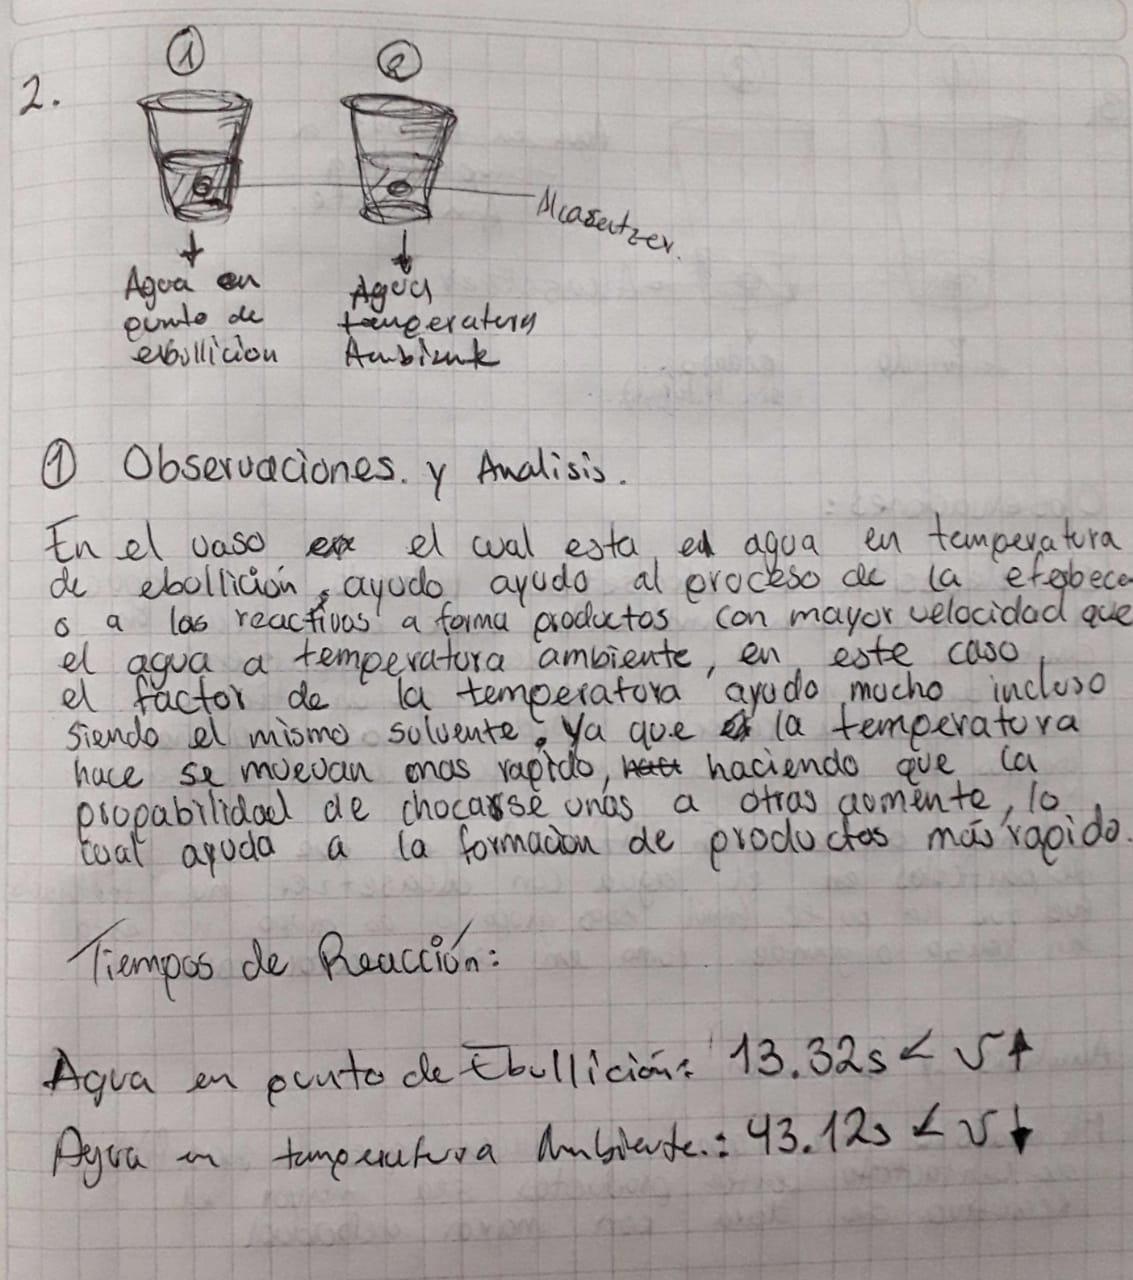 ① ②
2.
Alcaseltzer.
Agua en
punto de
ebullicion
Agua
temperatura
Ambiente
① Observaciones. y Analisis.
En el vaso en el cual esta el agua en temperatura
de ebollición, ayudo ayudo al proceso de la efebece
o a los reactivos a forma productos con mayor velocidad que
el agua a temperatura ambiente, en este caso,
el factor de la temperatura ayudo mucho incluso
siendo el mismo solvente. Ya que la temperatura
hace se muevan mas rapido, haciendo que la
propabilidad de chocarse unas a otras aumente, lo
cual ayuda a la formación de productos más rapido.
Tiempos de Reacción:
Agua en punto de Ebullición: 13.32s < v↑
Agua en temperatura Ambiente.: 43.12s < v↓